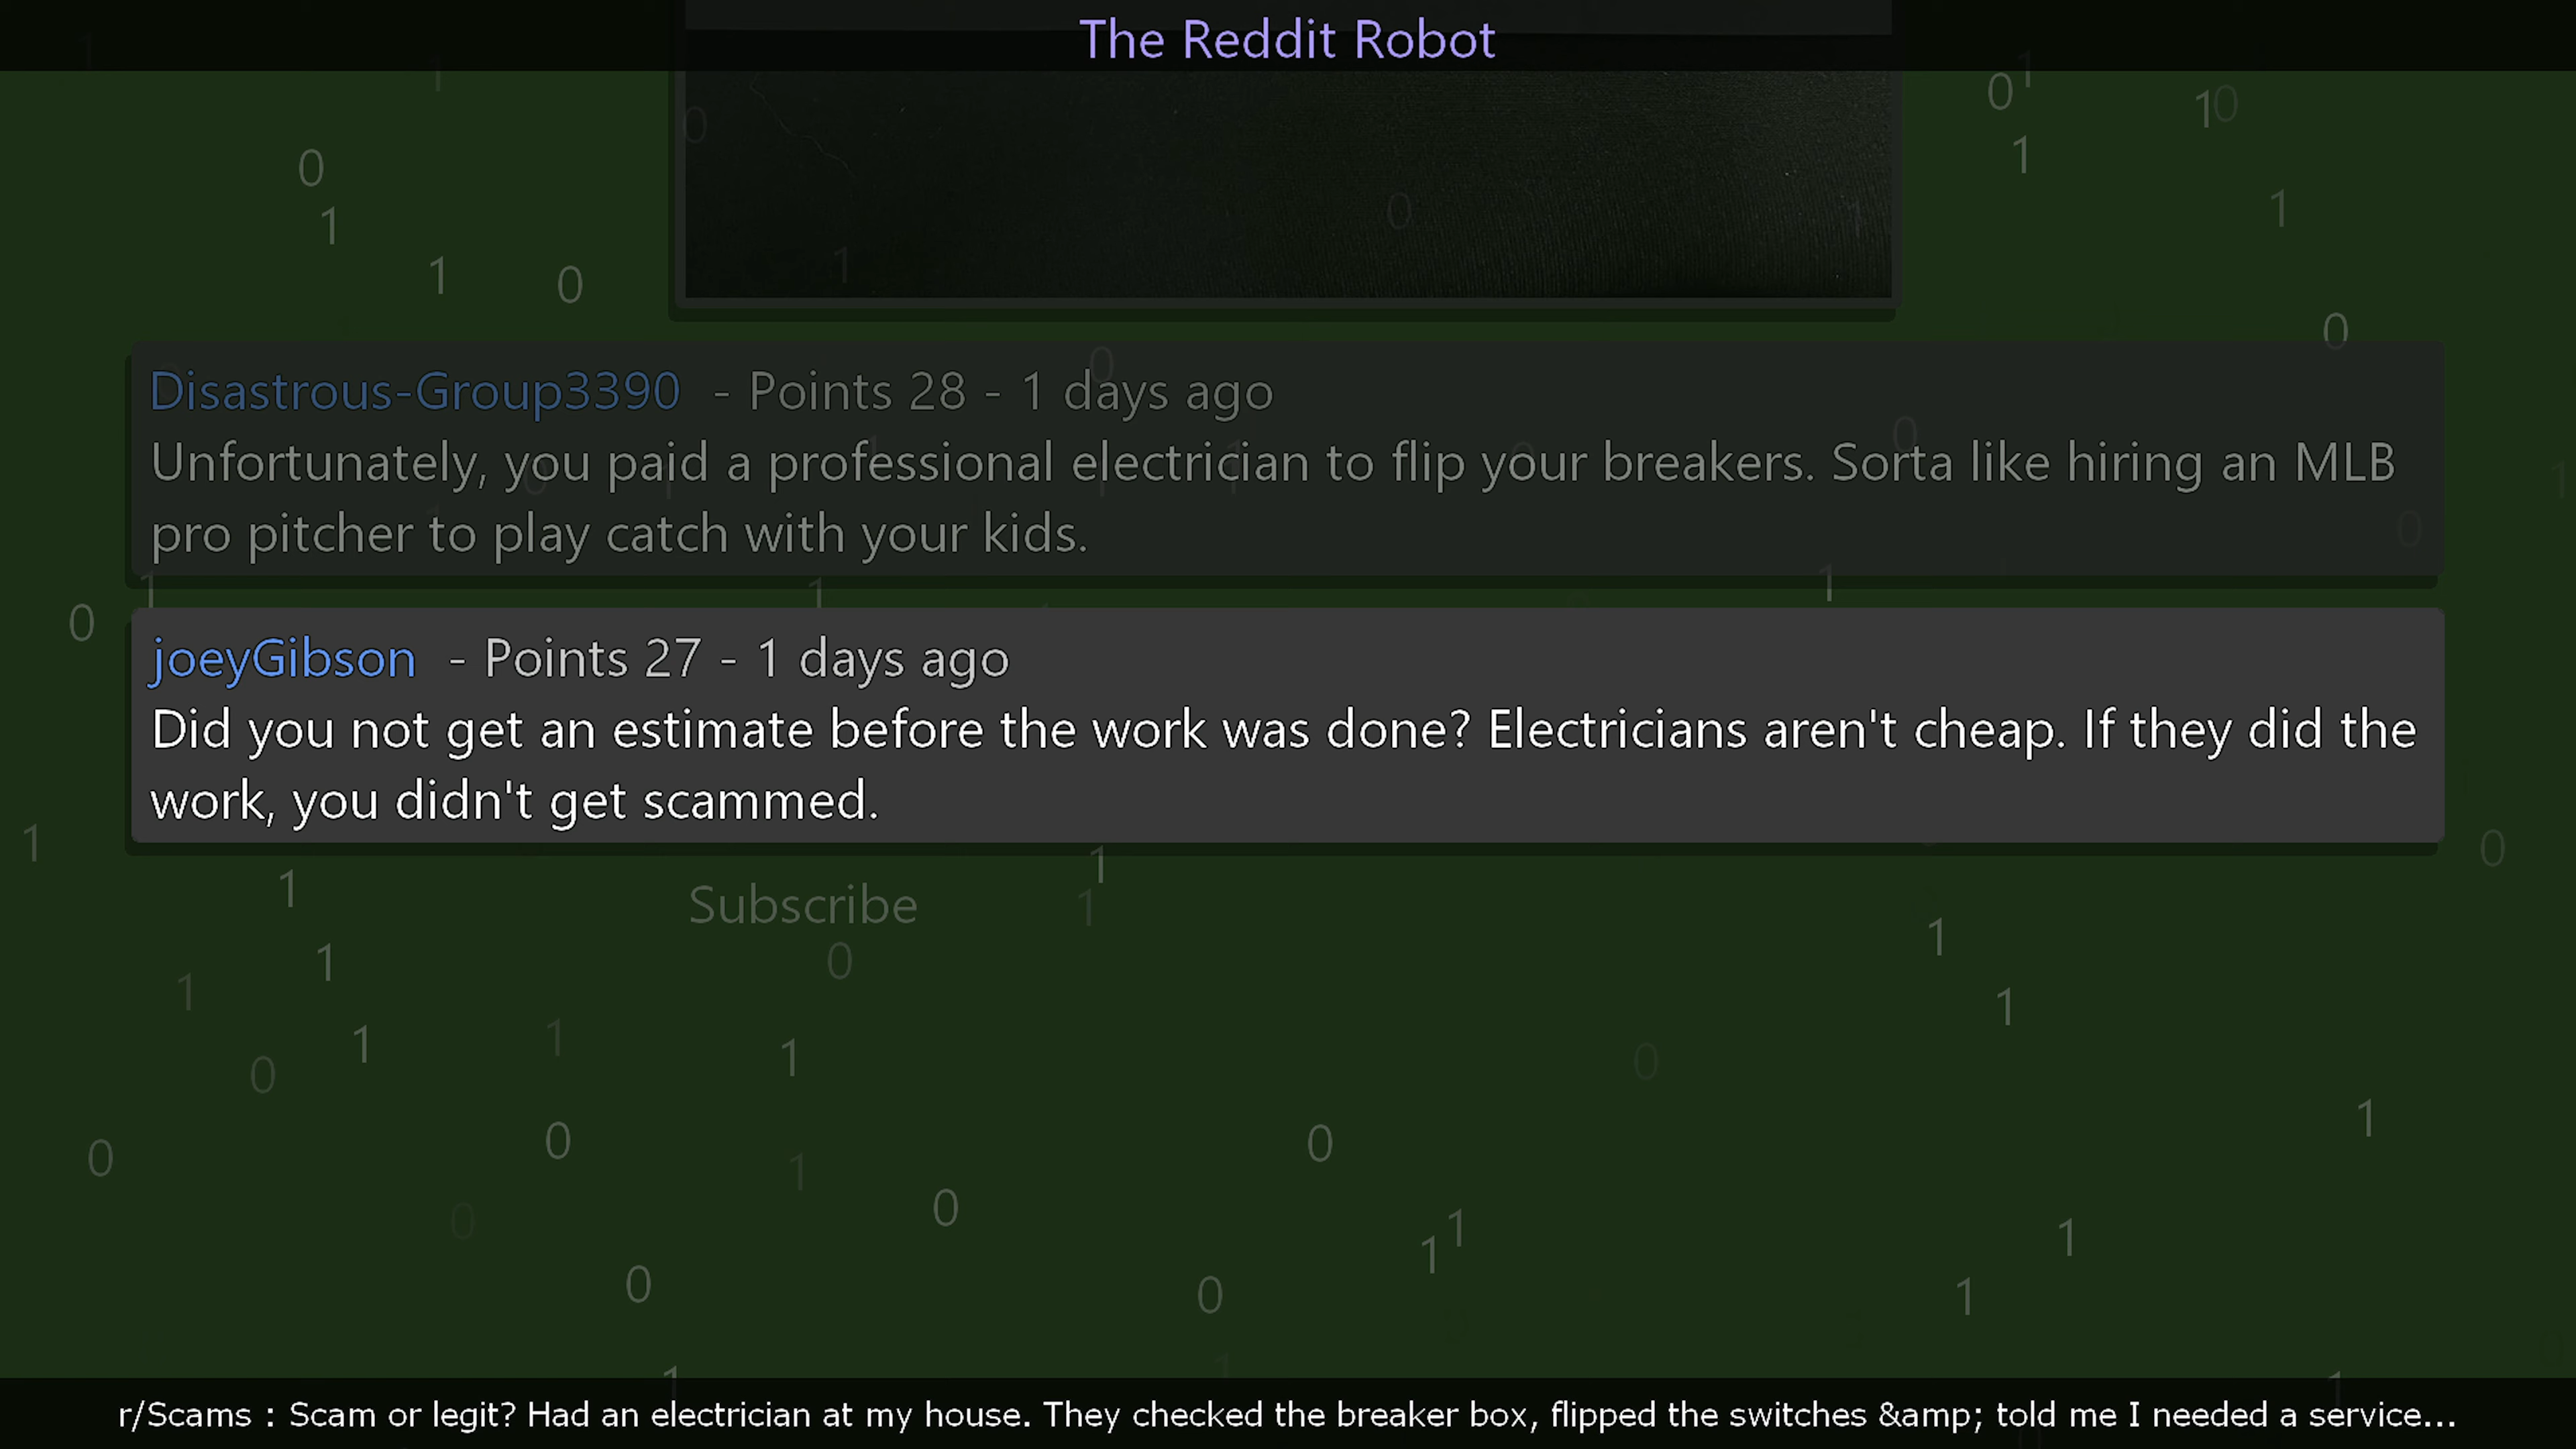 The Reddit Robot
Disastrous-Group3390 - Points 28 - 1 days ago
Unfortunately, you paid a professional electrician to flip your breakers. Sorta like hiring an MLB
pro pitcher to play catch with your kids.
joeyGibson - Points 27 - 1 days ago
Did you not get an estimate before the work was done? Electricians aren't cheap. If they did the
work, you didn't get scammed.
Subscribe
r/Scams : Scam or legit? Had an electrician at my house. They checked the breaker box, flipped the switches &amp; told me I needed a service...